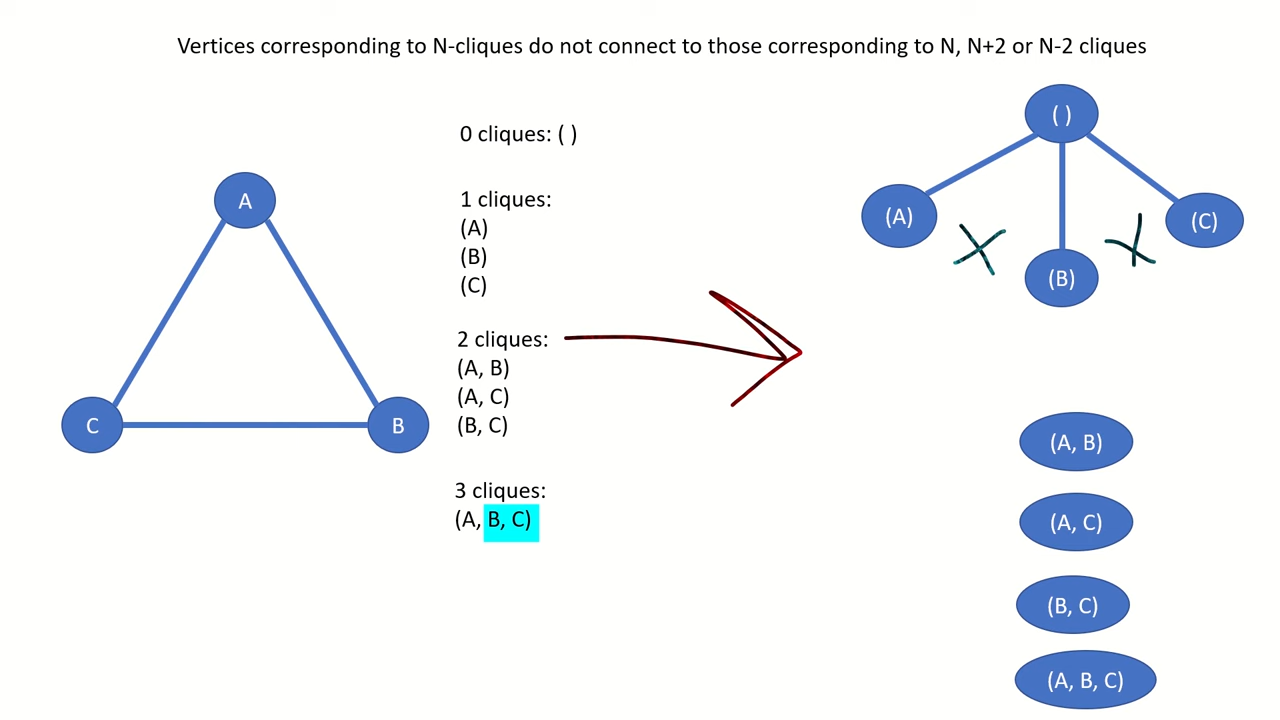 Vertices corresponding to N-cliques do not connect to those corresponding to N, N+2 or N-2 cliques
A
C
B
0 cliques: ( )
1 cliques:
(A)
(B)
(C)
2 cliques:
(A, B)
(A, C)
(B, C)
3 cliques:
(A, B, C)
( )
(A)
(C)
(B)
(A, B)
(A, C)
(B, C)
(A, B, C)